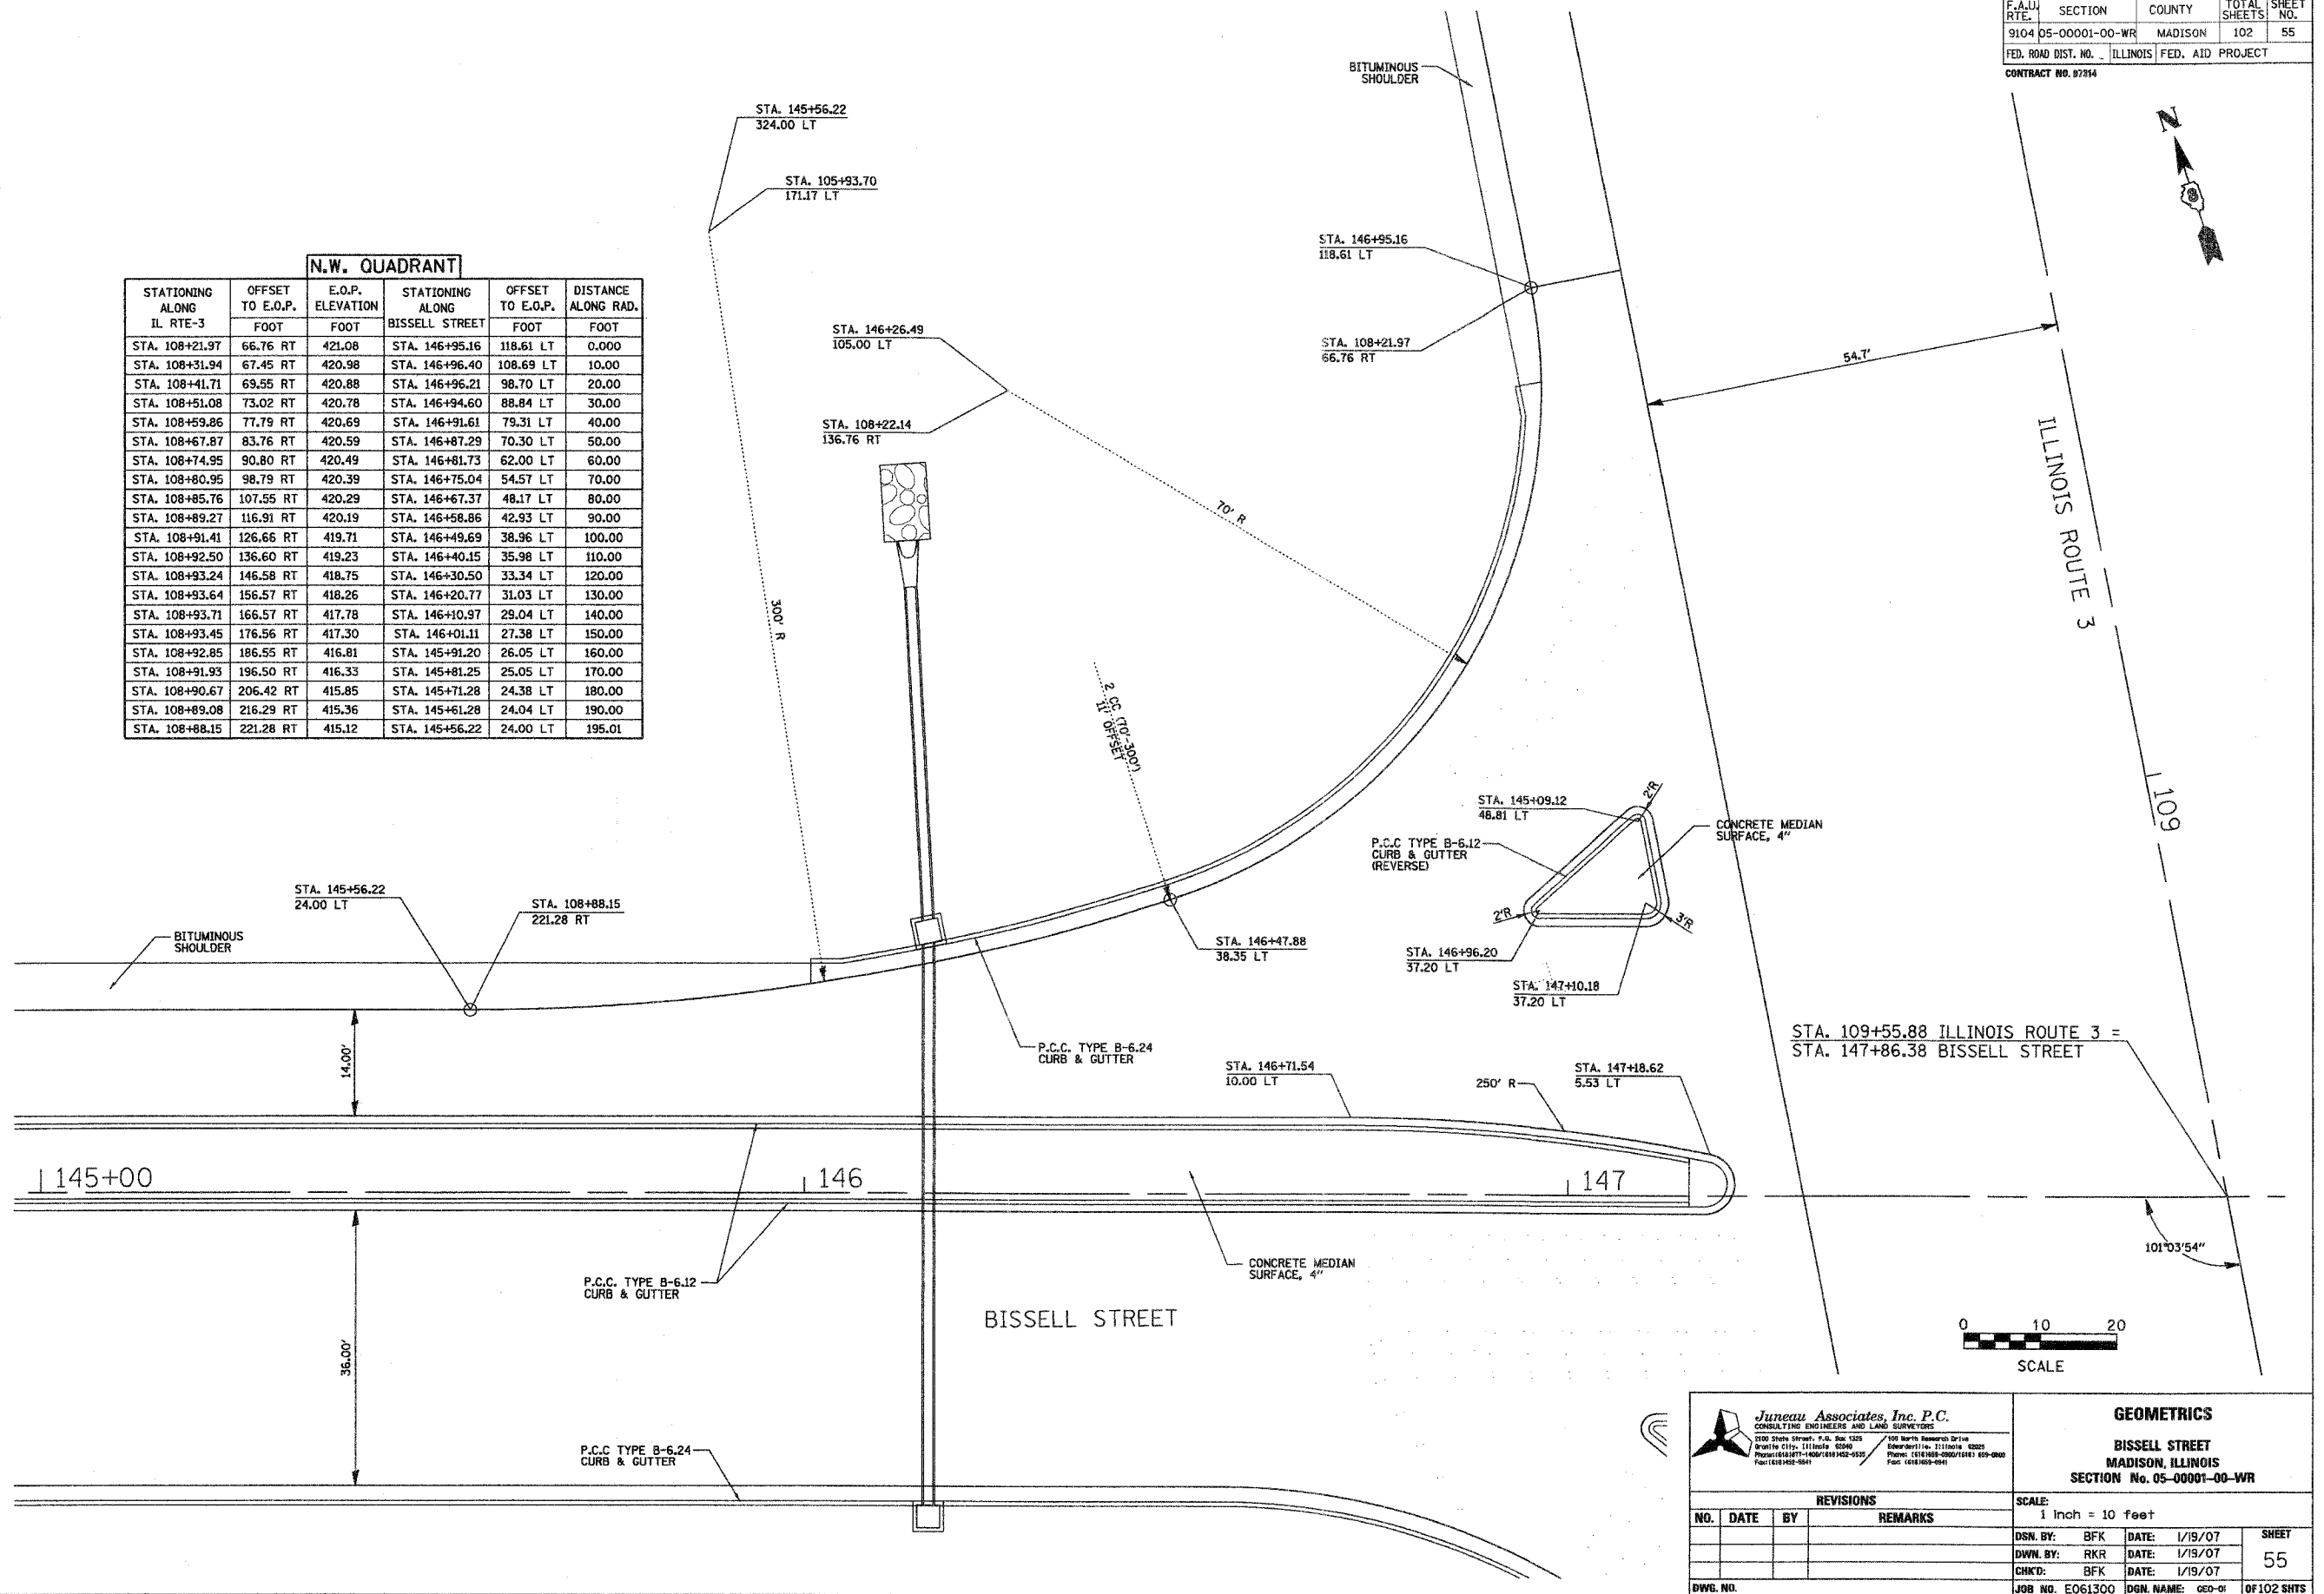 F.A.U. RTE. SECTION COUNTY TOTAL SHEETS SHEET NO.
9104 05-00001-00-WR MADISON 102 55
FED. ROAD DIST. NO. _ ILLINOIS FED. AID PROJECT
CONTRACT NO. 97314
N
BITUMINOUS
SHOULDER
STA. 145+56.22
324.00 LT
STA. 105+93.70
171.17 LT
STA. 146+95.16
118.61 LT
STA. 108+21.97
66.76 RT
STA. 146+26.49
105.00 LT
STA. 108+22.14
136.76 RT
54.7'
ILLINOIS ROUTE 3
N.W. QUADRANT
STATIONING ALONG IL RTE-3 OFFSET TO E.O.P. E.O.P. ELEVATION STATIONING ALONG BISSELL STREET OFFSET TO E.O.P. DISTANCE ALONG RAD.
FOOT FOOT FOOT FOOT
STA. 108+21.97 66.76 RT 421.08 STA. 146+95.16 118.61 LT 0.000
STA. 108+31.94 67.45 RT 420.98 STA. 146+96.40 108.69 LT 10.00
STA. 108+41.71 69.55 RT 420.88 STA. 146+96.21 98.70 LT 20.00
STA. 108+51.08 73.02 RT 420.78 STA. 146+94.60 88.84 LT 30.00
STA. 108+59.86 77.79 RT 420.69 STA. 146+91.61 79.31 LT 40.00
STA. 108+67.87 83.76 RT 420.59 STA. 146+87.29 70.30 LT 50.00
STA. 108+74.95 90.80 RT 420.49 STA. 146+81.73 62.00 LT 60.00
STA. 108+80.95 98.79 RT 420.39 STA. 146+75.04 54.57 LT 70.00
STA. 108+85.76 107.55 RT 420.29 STA. 146+67.37 48.17 LT 80.00
STA. 108+89.27 116.91 RT 420.19 STA. 146+58.86 42.93 LT 90.00
STA. 108+91.41 126.66 RT 419.71 STA. 146+49.69 38.96 LT 100.00
STA. 108+92.50 136.60 RT 419.23 STA. 146+40.15 35.98 LT 110.00
STA. 108+93.24 146.58 RT 418.75 STA. 146+30.50 33.34 LT 120.00
STA. 108+93.64 156.57 RT 418.26 STA. 146+20.77 31.03 LT 130.00
STA. 108+93.71 166.57 RT 417.78 STA. 146+10.97 29.04 LT 140.00
STA. 108+93.45 176.56 RT 417.30 STA. 146+01.11 27.38 LT 150.00
STA. 108+92.85 186.55 RT 416.81 STA. 145+91.20 26.05 LT 160.00
STA. 108+91.93 196.50 RT 416.33 STA. 145+81.25 25.05 LT 170.00
STA. 108+90.67 206.42 RT 415.85 STA. 145+71.28 24.38 LT 180.00
STA. 108+89.08 216.29 RT 415.36 STA. 145+61.28 24.04 LT 190.00
STA. 108+88.15 221.28 RT 415.12 STA. 145+56.22 24.00 LT 195.01
70' R
300' R
2 CC (70'-300')
11' OFFSET
109
STA. 145+09.12
48.81 LT
2'R
CONCRETE MEDIAN
SURFACE, 4"
P.C.C TYPE B-6.12
CURB & GUTTER
(REVERSE)
2'R
3'R
STA. 146+96.20
37.20 LT
STA. 147+10.18
37.20 LT
STA. 145+56.22
24.00 LT
STA. 108+88.15
221.28 RT
BITUMINOUS
SHOULDER
STA. 146+47.88
38.35 LT
14.00'
P.C.C. TYPE B-6.24
CURB & GUTTER
STA. 146+71.54
10.00 LT
250' R
STA. 147+18.62
5.53 LT
STA. 109+55.88 ILLINOIS ROUTE 3 =
STA. 147+86.38 BISSELL STREET
145+00
146
147
101°03'54"
P.C.C. TYPE B-6.12
CURB & GUTTER
CONCRETE MEDIAN
SURFACE, 4"
BISSELL STREET
36.00'
0 10 20
SCALE
P.C.C TYPE B-6.24
CURB & GUTTER
Juneau Associates, Inc. P.C.
CONSULTING ENGINEERS AND LAND SURVEYORS
2100 State Street, P.O. Box 1325
Granite City, Illinois 62040
100 North Research Drive
Edwardsville, Illinois 62025
GEOMETRICS
BISSELL STREET
MADISON, ILLINOIS
SECTION No. 05-00001-00-WR
REVISIONS
NO. DATE BY REMARKS
SCALE:
1 inch = 10 feet
DSN. BY: BFK DATE: 1/19/07
DWN. BY: RKR DATE: 1/19/07
CHK'D: BFK DATE: 1/19/07
SHEET
55
DWG. NO.
JOB NO. E061300 DGN. NAME: GEO-01 OF 102 SHTS